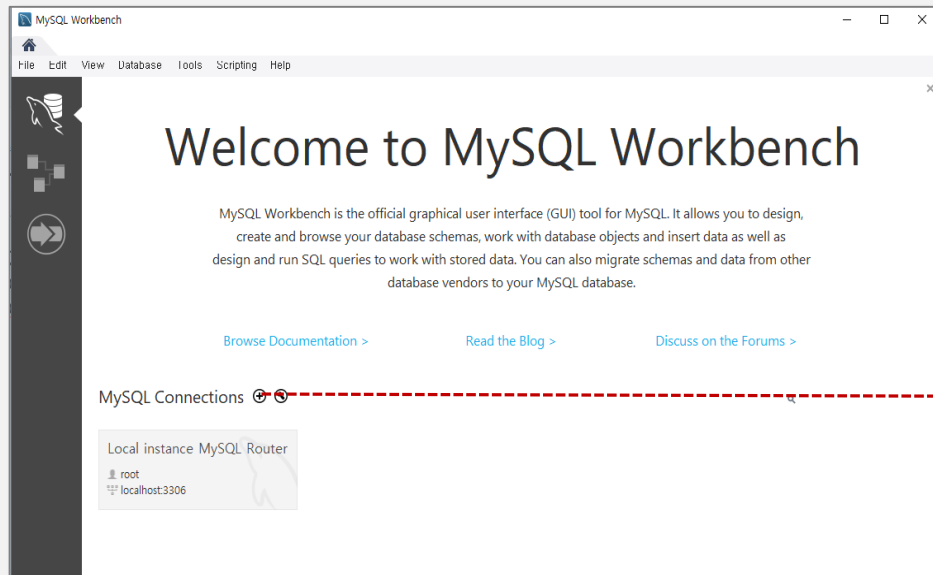 MySQL Workbench
File Edit View Database Tools Scripting Help
Welcome to MySQL Workbench
MySQL Workbench is the official graphical user interface (GUI) tool for MySQL. It allows you to design,
create and browse your database schemas, work with database objects and insert data as well as
design and run SQL queries to work with stored data. You can also migrate schemas and data from other
database vendors to your MySQL database.
Browse Documentation > Read the Blog > Discuss on the Forums >
MySQL Connections
Local instance MySQL Router
root
localhost:3306